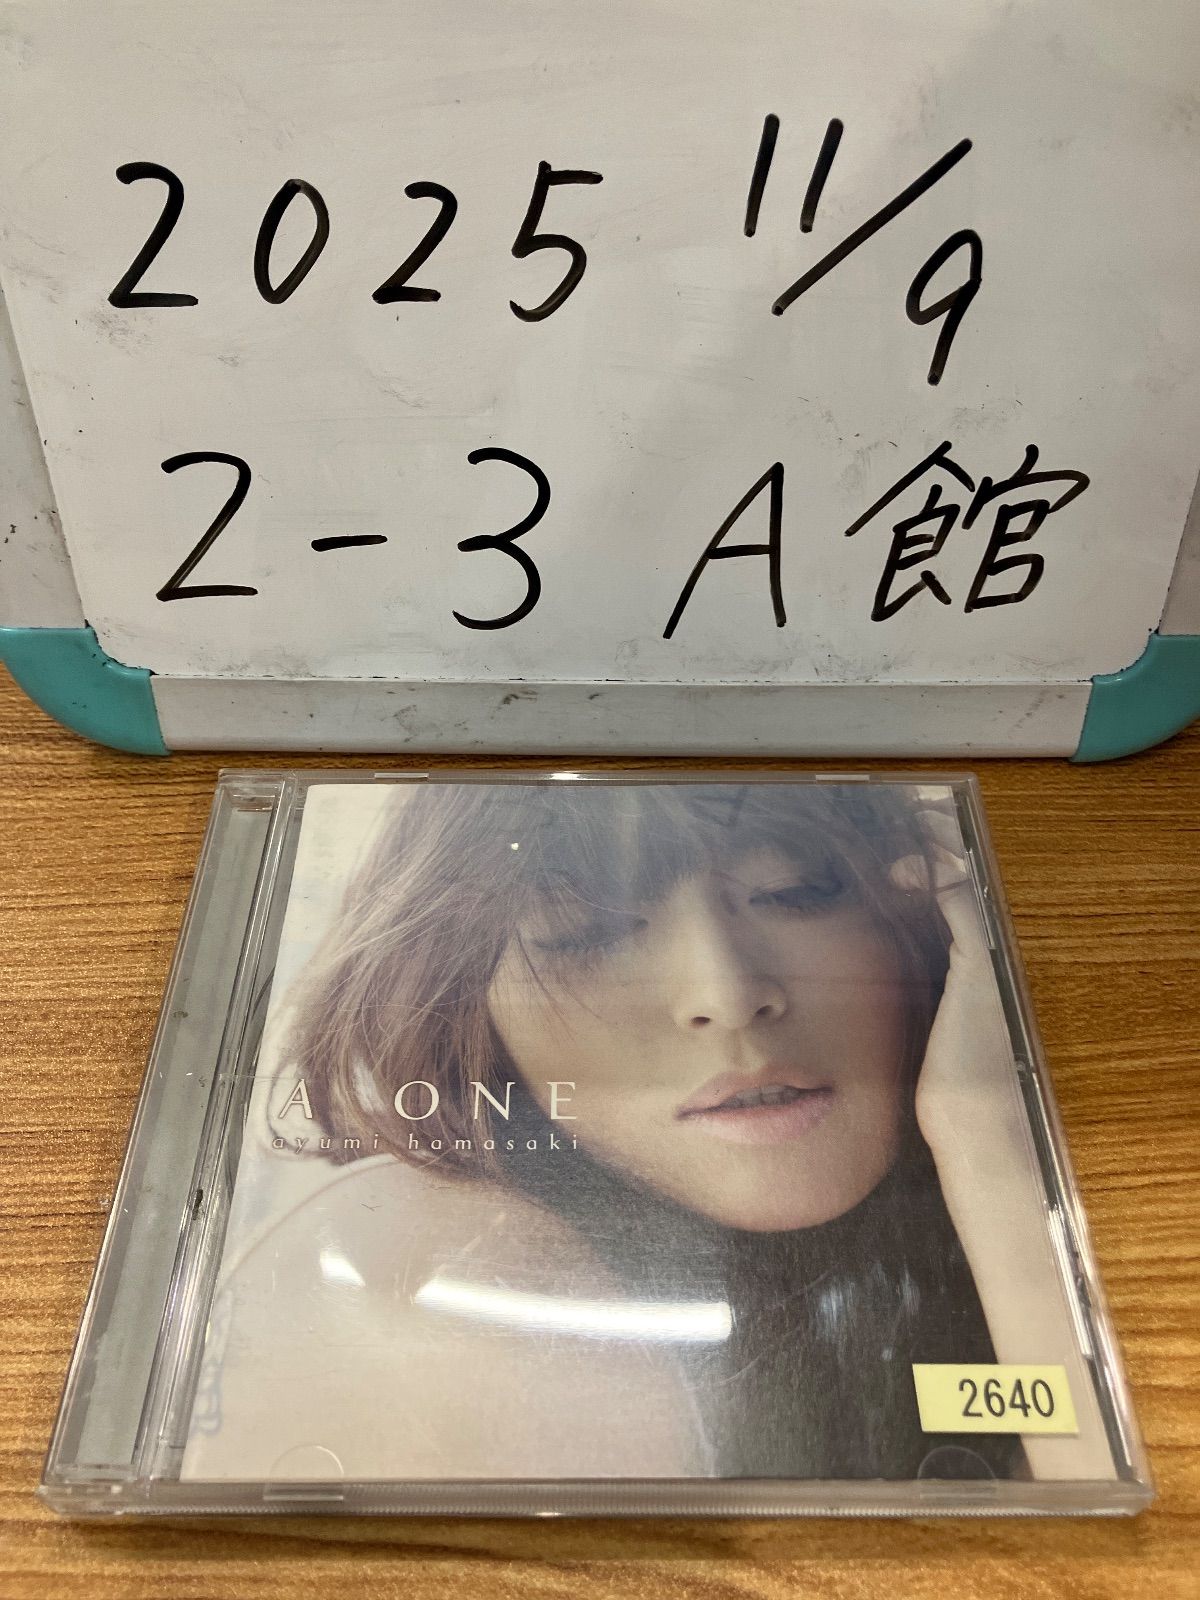 2025 11/9
2-3 A館
A ONE
ayumi hamasaki
2640